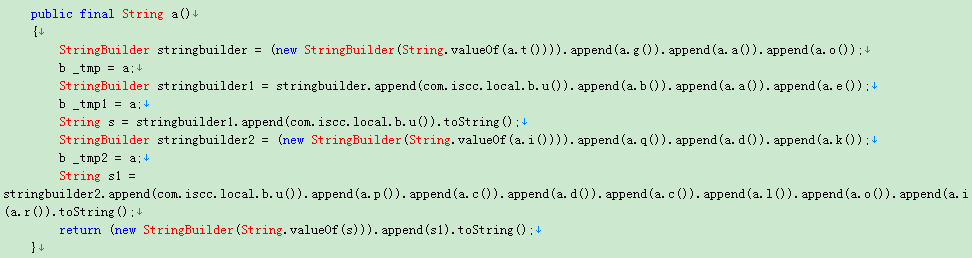 public final String a()↓
{↓
StringBuilder stringbuilder = (new StringBuilder(String.valueOf(a.t()))).append(a.g()).append(a.a()).append(a.o());↓
b _tmp = a;↓
StringBuilder stringbuilder1 = stringbuilder.append(com.iscc.local.b.u()).append(a.b()).append(a.a()).append(a.e());↓
b _tmp1 = a;↓
String s = stringbuilder1.append(com.iscc.local.b.u()).toString();↓
StringBuilder stringbuilder2 = (new StringBuilder(String.valueOf(a.i()))).append(a.q()).append(a.d()).append(a.k());↓
b _tmp2 = a;↓
String s1 =
stringbuilder2.append(com.iscc.local.b.u()).append(a.p()).append(a.c()).append(a.d()).append(a.c()).append(a.l()).append(a.o()).append(a.i
(a.r()).toString();↓
return (new StringBuilder(String.valueOf(s))).append(s1).toString();↓
}↓